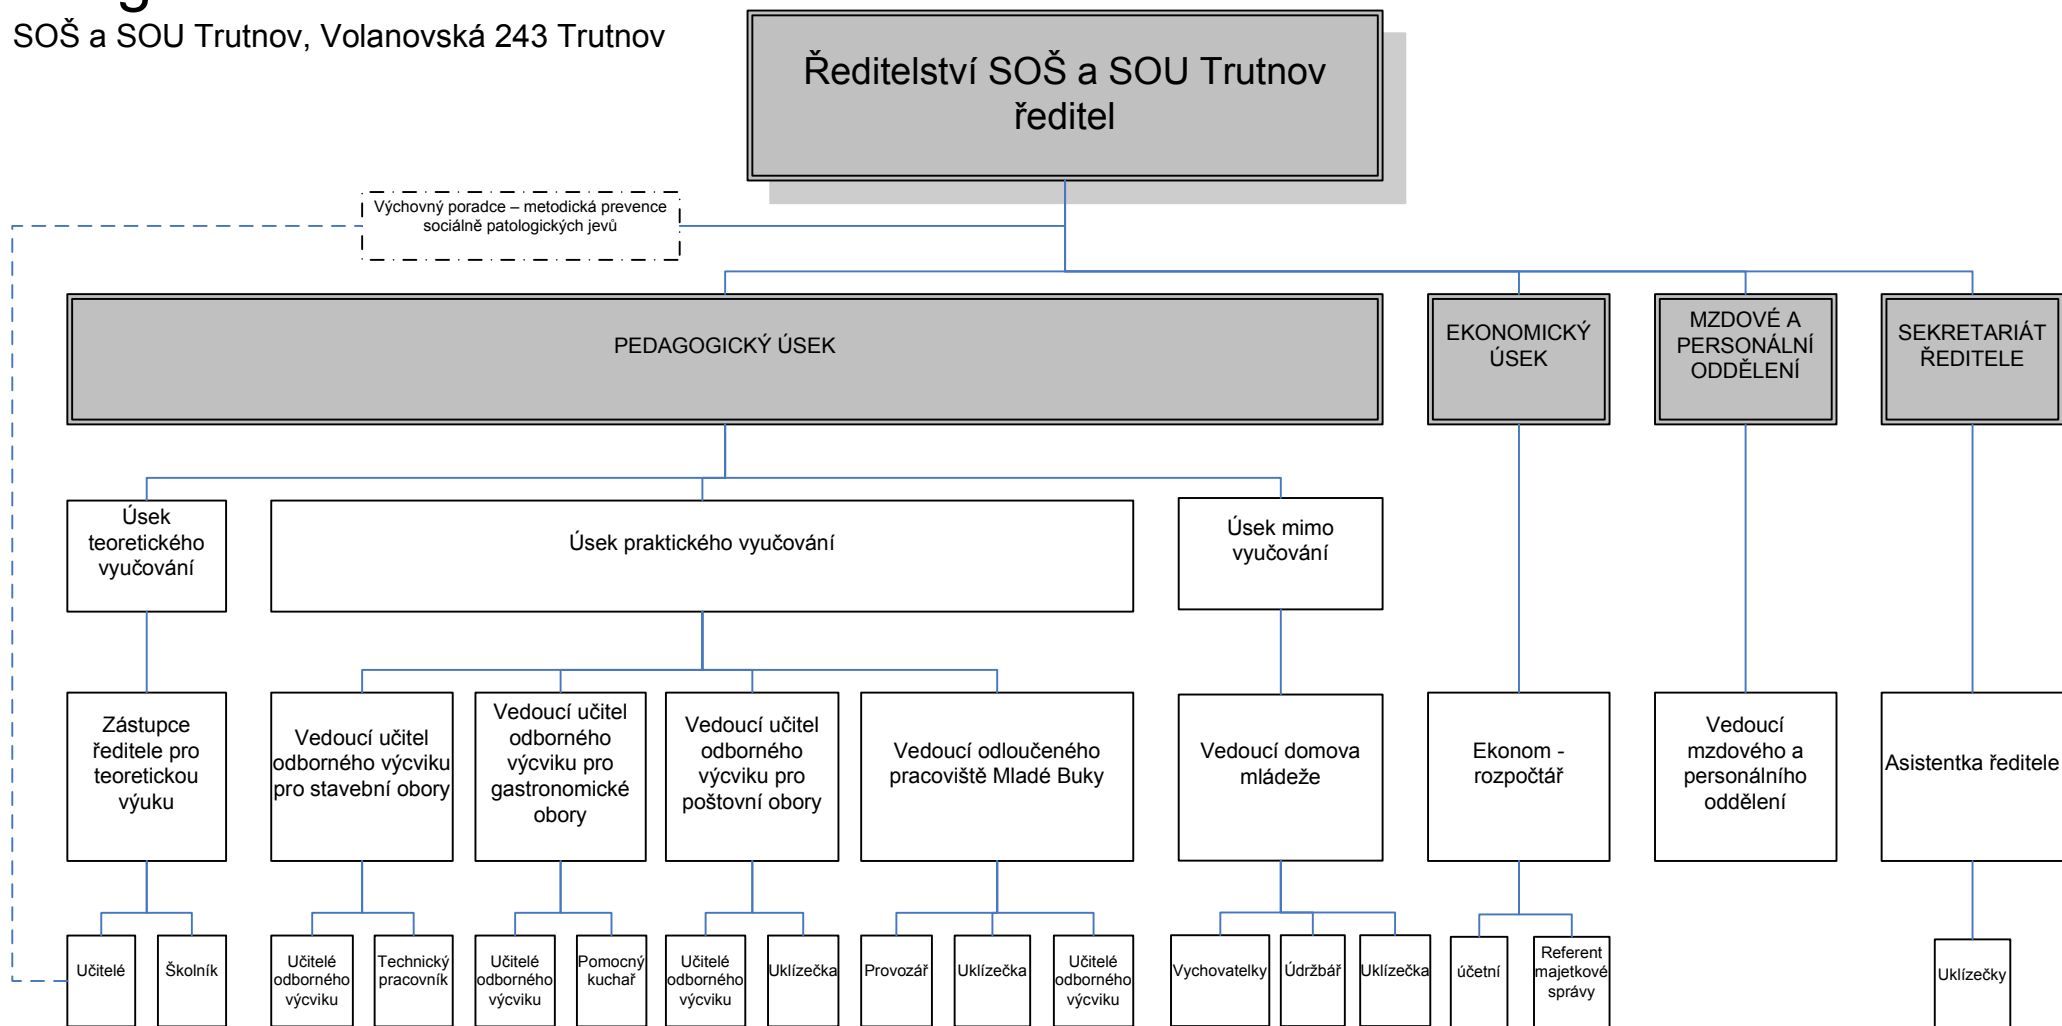 SOŠ a SOU Trutnov, Volanovská 243 Trutnov
Ředitelství SOŠ a SOU Trutnov
ředitel
Výchovný poradce – metodická prevence
sociálně patologických jevů
PEDAGOGICKÝ ÚSEK
EKONOMICKÝ
ÚSEK
MZDOVÉ A
PERSONÁLNÍ
ODDĚLENÍ
SEKRETARIÁT
ŘEDITELE
Úsek
teoretického
vyučování
Úsek praktického vyučování
Úsek mimo
vyučování
Zástupce
ředitele pro
teoretickou
výuku
Vedoucí učitel
odborného výcviku
pro stavební obory
Vedoucí učitel
odborného
výcviku pro
gastronomické
obory
Vedoucí učitel
odborného
výcviku pro
poštovní obory
Vedoucí odloučeného
pracoviště Mladé Buky
Vedoucí domova
mládeže
Ekonom -
rozpočtář
Vedoucí
mzdového a
personálního
oddělení
Asistentka ředitele
Učitelé
Školník
Učitelé
odborného
výcviku
Technický
pracovník
Učitelé
odborného
výcviku
Pomocný
kuchař
Učitelé
odborného
výcviku
Uklízečka
Provozář
Uklízečka
Učitelé
odborného
výcviku
Vychovatelky
Údržbář
Uklízečka
účetní
Referent
majetkové
správy
Uklízečky